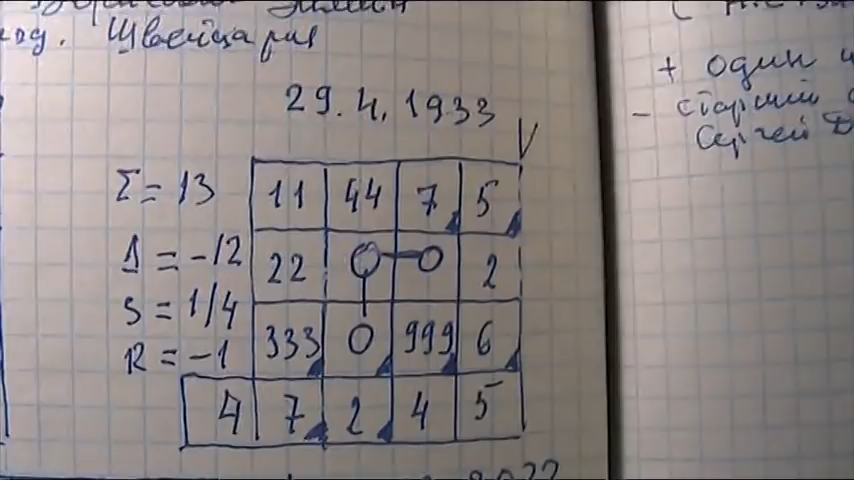 од. Швейцария
29.4.1933
V
Σ = 13 11 44 7 5
Δ = -12 22 0 0 2
S = 1/4 333 0 999 6
R = -1
4 7 2 4 5
+ один
- старший
Сергей